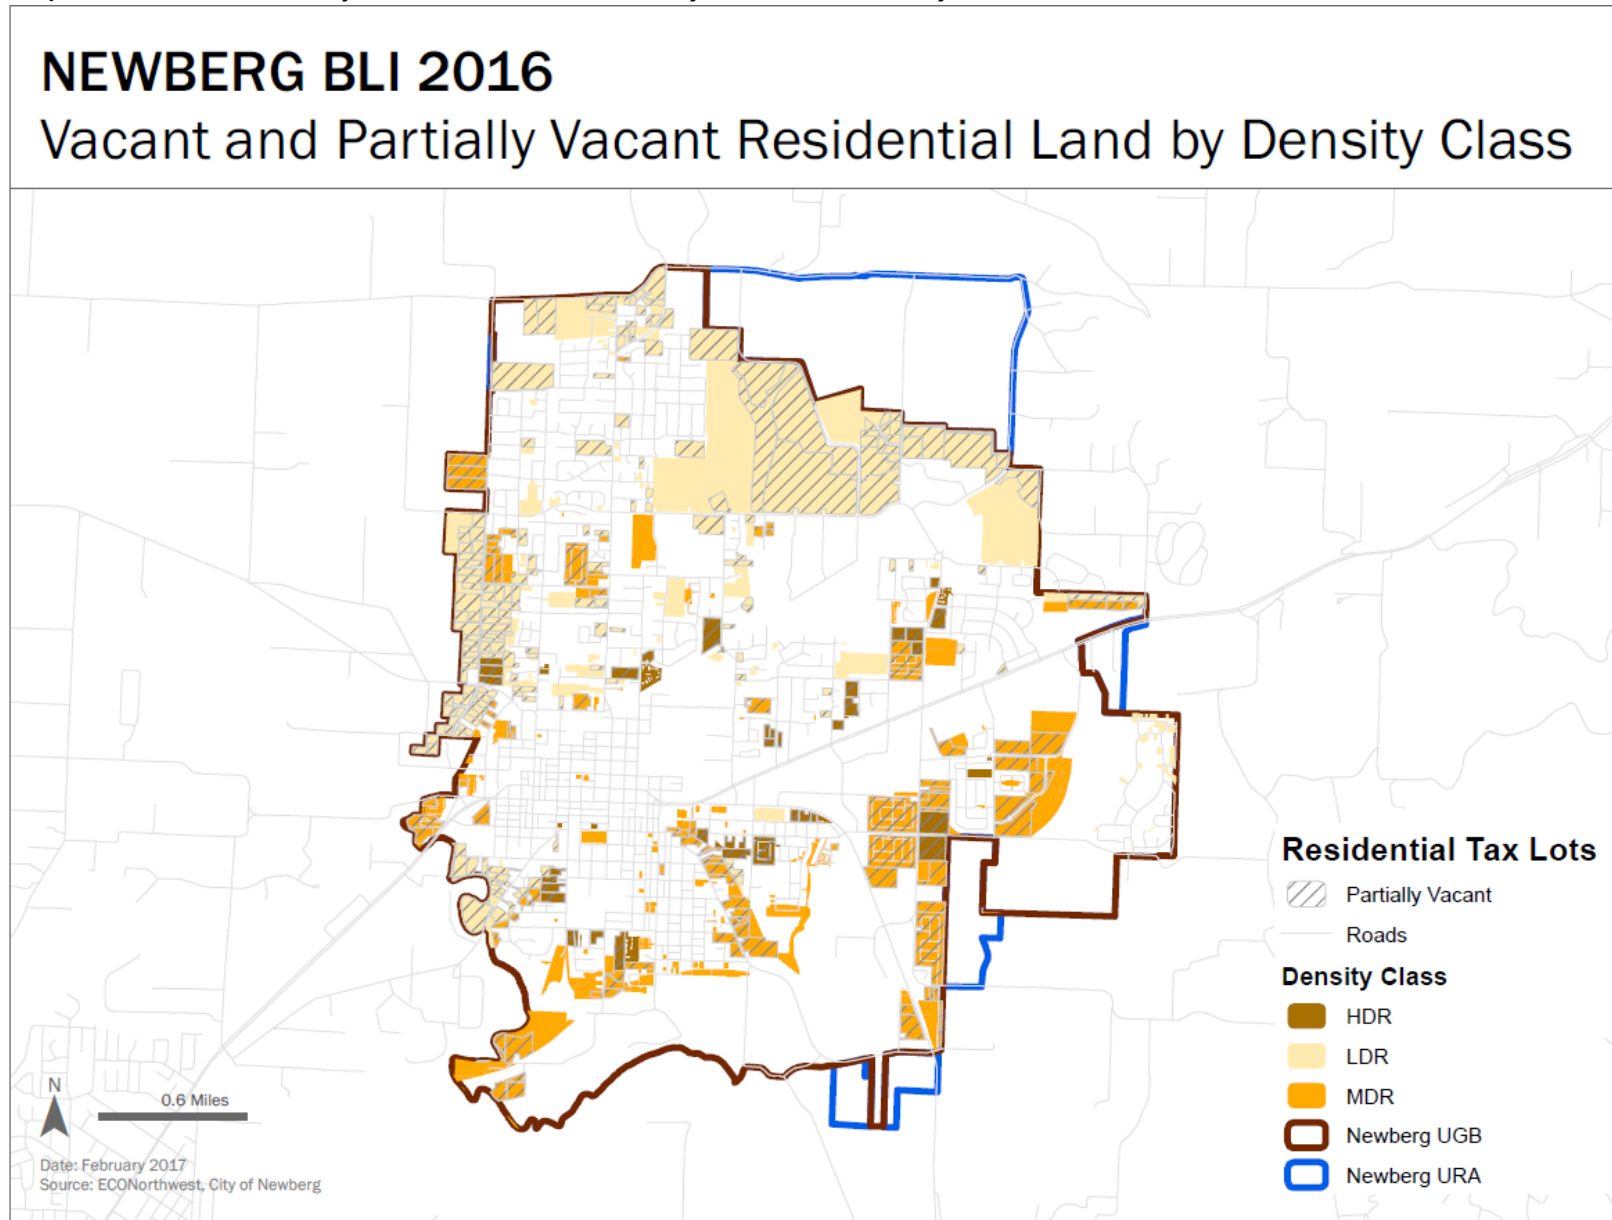 NEWBERG BLI 2016
Vacant and Partially Vacant Residential Land by Density Class
Residential Tax Lots
Partially Vacant
Roads
Density Class
HDR
LDR
MDR
Newberg UGB
Newberg URA
N
0.6 Miles
Date: February 2017
Source: ECONorthwest, City of Newberg